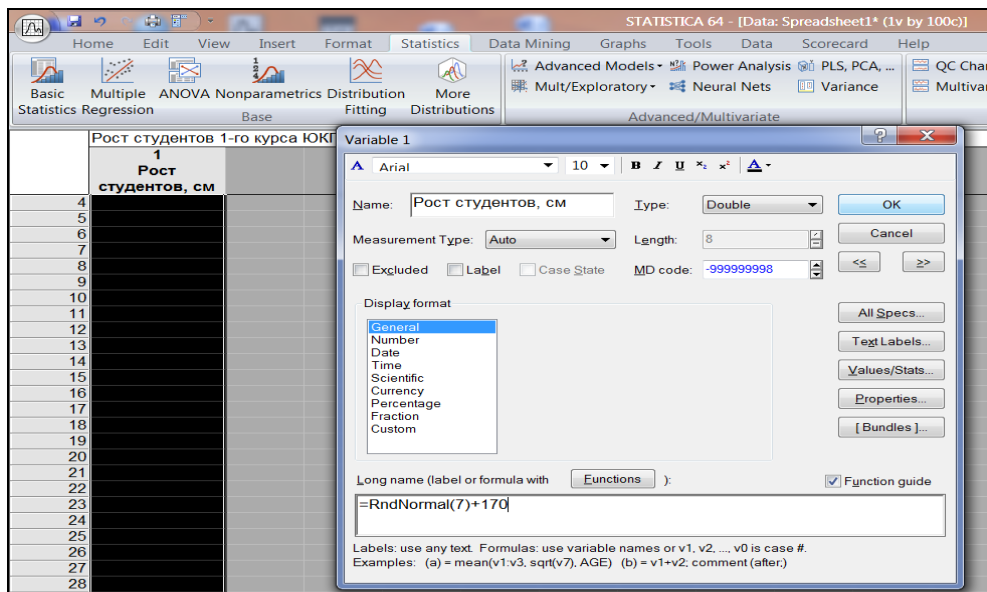 STATISTICA 64 - [Data: Spreadsheet1* (1v by 100c)]
Home Edit View Insert Format Statistics Data Mining Graphs Tools Data Scorecard Help
Basic Statistics
Multiple Regression
ANOVA
Nonparametrics
Distribution Fitting
More Distributions
Base
Advanced Models
Mult/Exploratory
Power Analysis
Neural Nets
PLS, PCA, ...
Variance
Advanced/Multivariate
QC Char
Multivar
Рост студентов 1-го курса ЮКГ
1
Рост
студентов, см
4
5
6
7
8
9
10
11
12
13
14
15
16
17
18
19
20
21
22
23
24
25
26
27
28
Variable 1
A Arial 10 B I U x₂ x² A
Name: Рост студентов, см Type: Double OK
Measurement Type: Auto Length: 8 Cancel
Excluded Label Case State MD code: -999999998 << >>
Display format
General
Number
Date
Time
Scientific
Currency
Percentage
Fraction
Custom
All Specs...
Text Labels...
Values/Stats...
Properties...
[ Bundles ]...
Long name (label or formula with Functions ): Function guide
=RndNormal(7)+170
Labels: use any text. Formulas: use variable names or v1, v2, ..., v0 is case #.
Examples: (a) = mean(v1:v3, sqrt(v7), AGE) (b) = v1+v2; comment (after;)